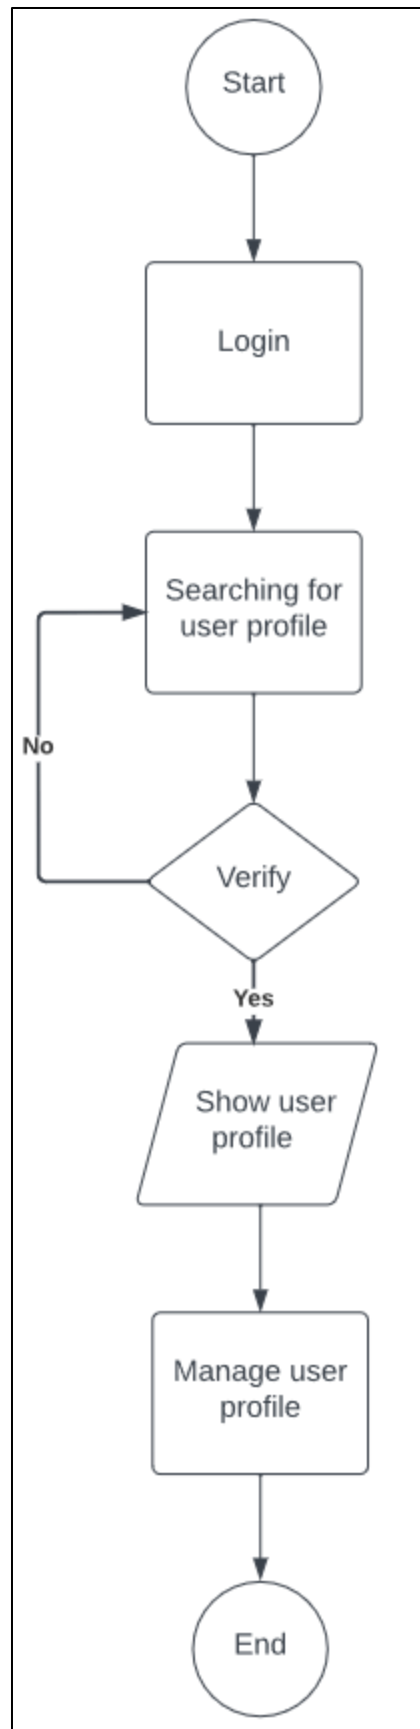 Start
Login
Searching for
user profile
No
Verify
Yes
Show user
profile
Manage user
profile
End